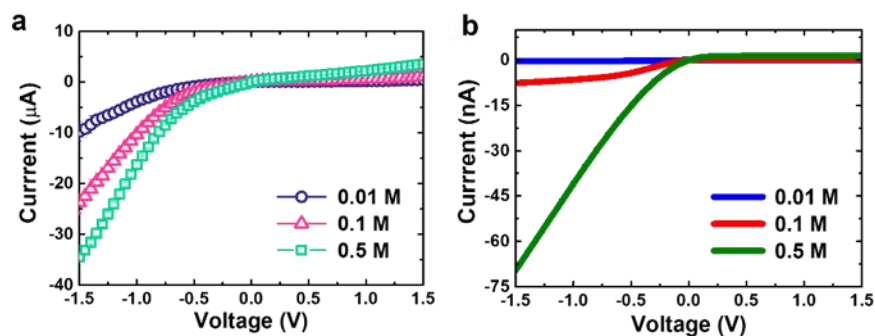 a
Currrent (μA)
10
0
-10
-20
-30
-40
0.01 M
0.1 M
0.5 M
-1.5 -1.0 -0.5 0.0 0.5 1.0 1.5
Voltage (V)
b
Currrent (nA)
0
-15
-30
-45
-60
-75
0.01 M
0.1 M
0.5 M
-1.5 -1.0 -0.5 0.0 0.5 1.0 1.5
Voltage (V)